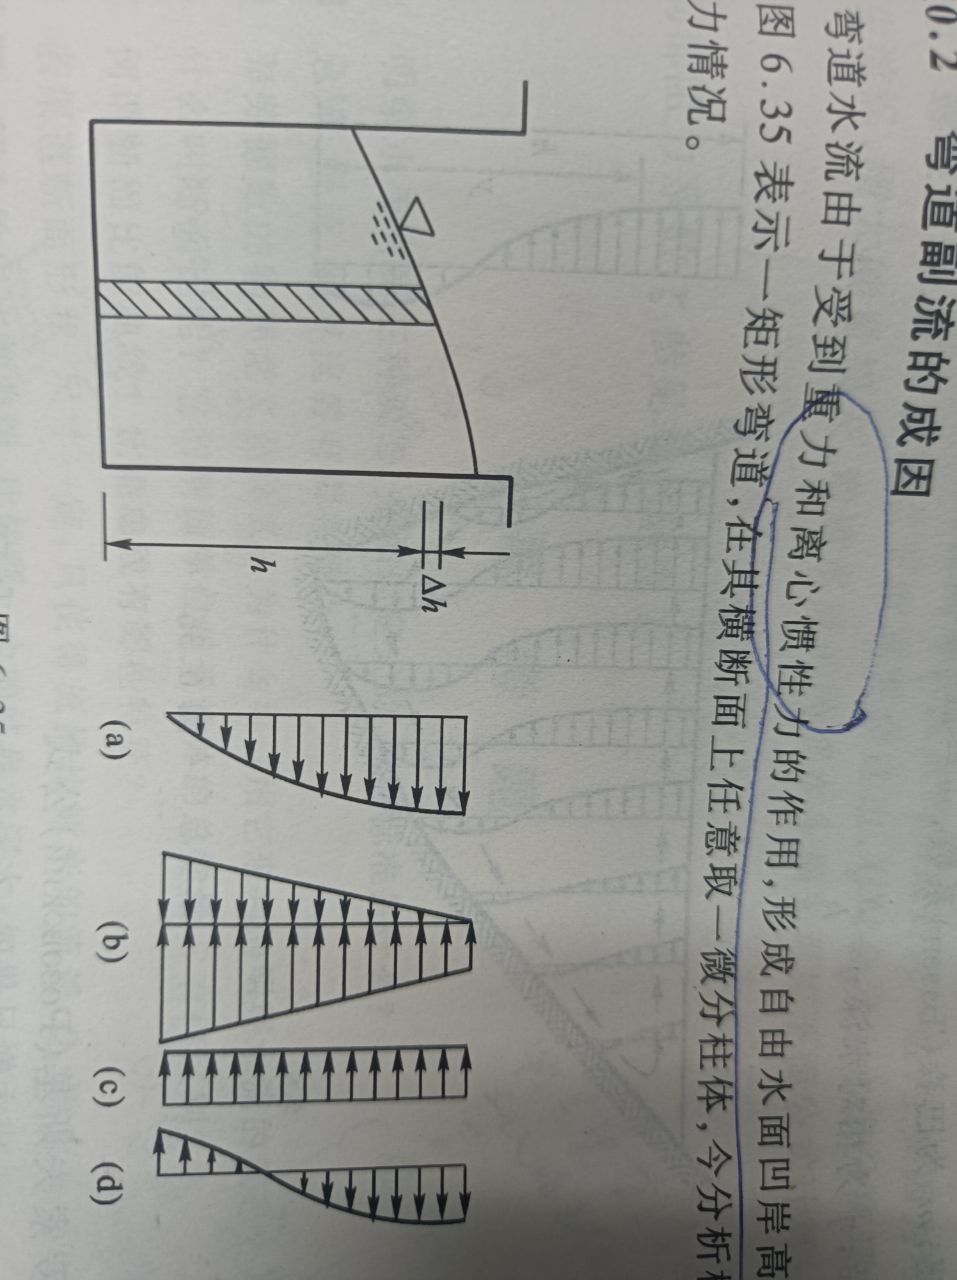 0.2 弯道副流的成因
弯道水流由于受到重力和离心惯性力的作用,形成自由水面凹岸高
图 6.35 表示一矩形弯道,在其横断面上任意取一微分柱体,今分析
力情况。
h
Δh
(a)
(b)
(c)
(d)